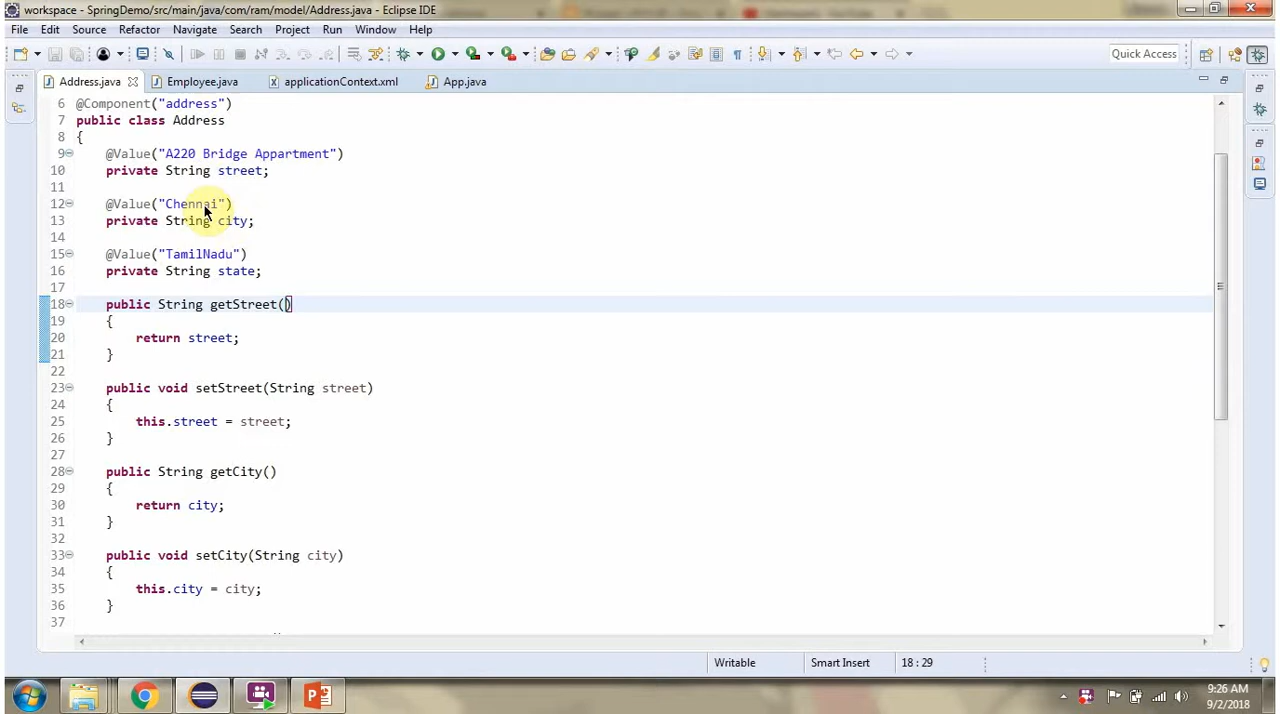 workspace - SpringDemo/src/main/java/com/ram/model/Address.java - Eclipse IDE
File Edit Source Refactor Navigate Search Project Run Window Help
Quick Access
Address.java Employee.java applicationContext.xml App.java
6 @Component("address")
7 public class Address
8 {
9 @Value("A220 Bridge Appartment")
10 private String street;
11
12 @Value("Chennai")
13 private String city;
14
15 @Value("TamilNadu")
16 private String state;
17
18 public String getStreet()
19 {
20 return street;
21 }
22
23 public void setStreet(String street)
24 {
25 this.street = street;
26 }
27
28 public String getCity()
29 {
30 return city;
31 }
32
33 public void setCity(String city)
34 {
35 this.city = city;
36 }
37
Writable Smart Insert 18 : 29
9:26 AM
9/2/2018